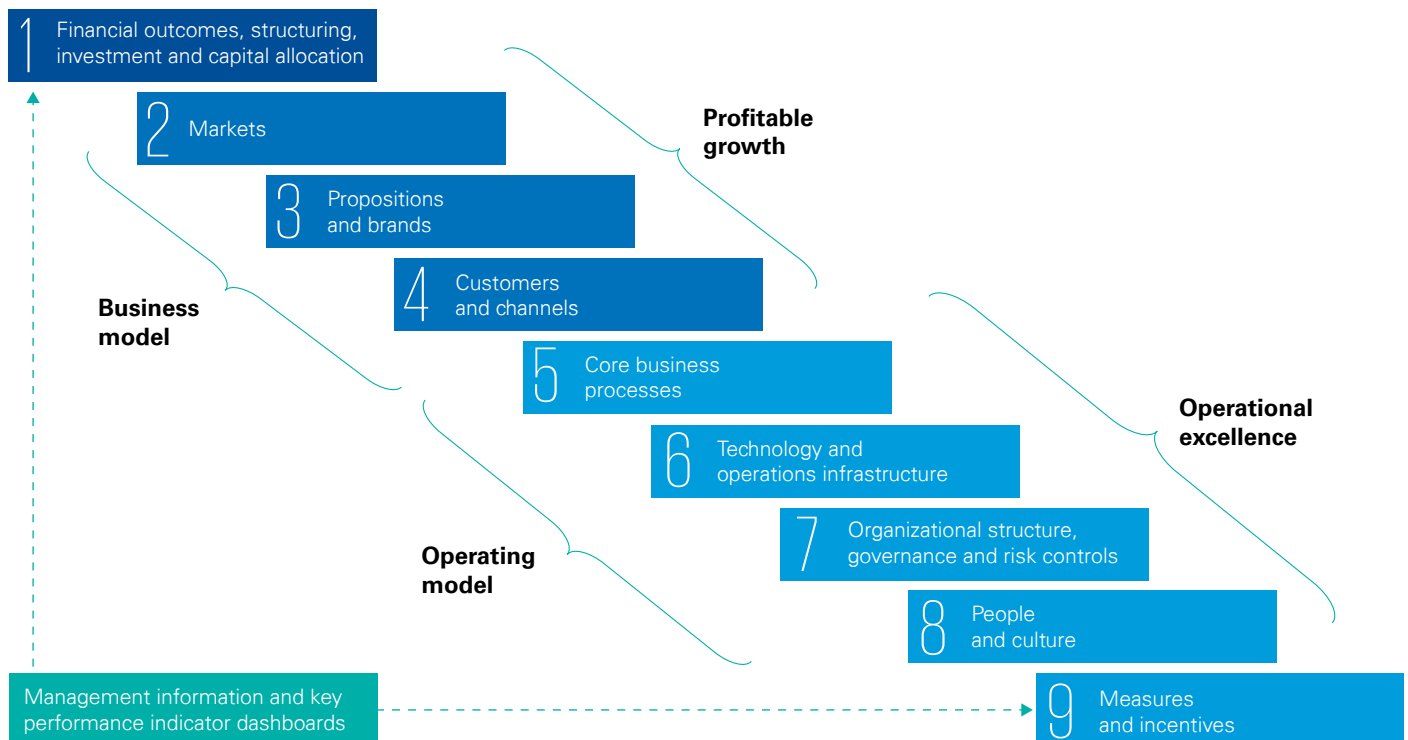 1
Financial outcomes, structuring,
investment and capital allocation
2
Markets
Profitable
growth
3
Propositions
and brands
4
Customers
and channels
Business
model
5
Core business
processes
Operational
excellence
6
Technology and
operations infrastructure
7
Organizational structure,
governance and risk controls
Operating
model
8
People
and culture
Management information and key
performance indicator dashboards
9
Measures
and incentives